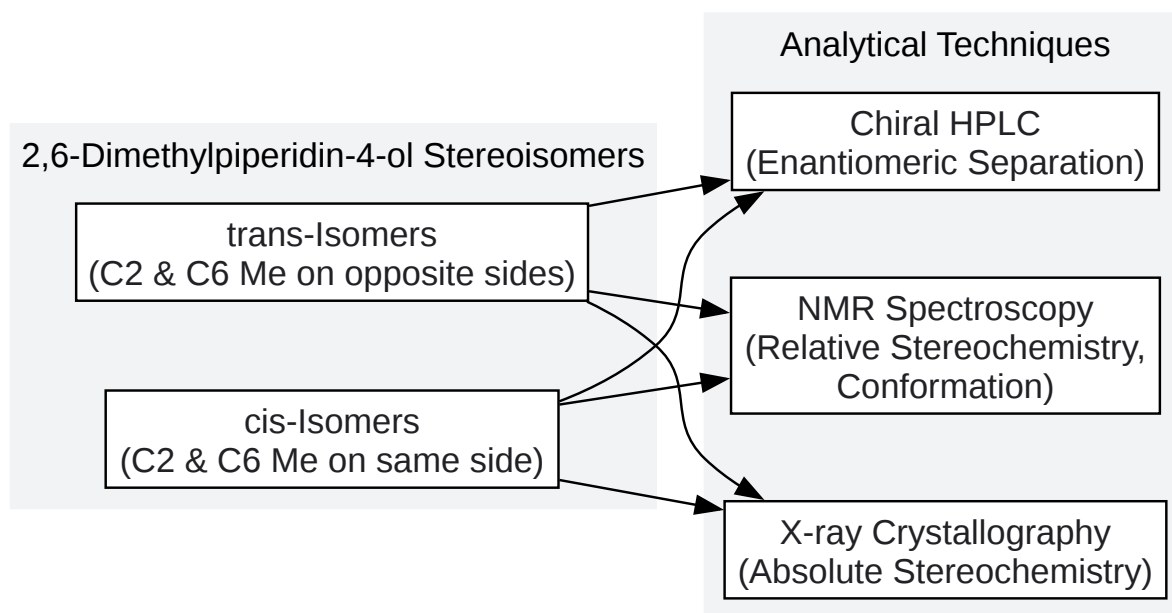 2,6-Dimethylpiperidin-4-ol Stereoisomers
trans-Isomers
(C2 & C6 Me on opposite sides)
cis-Isomers
(C2 & C6 Me on same side)
Analytical Techniques
Chiral HPLC
(Enantiomeric Separation)
NMR Spectroscopy
(Relative Stereochemistry,
Conformation)
X-ray Crystallography
(Absolute Stereochemistry)